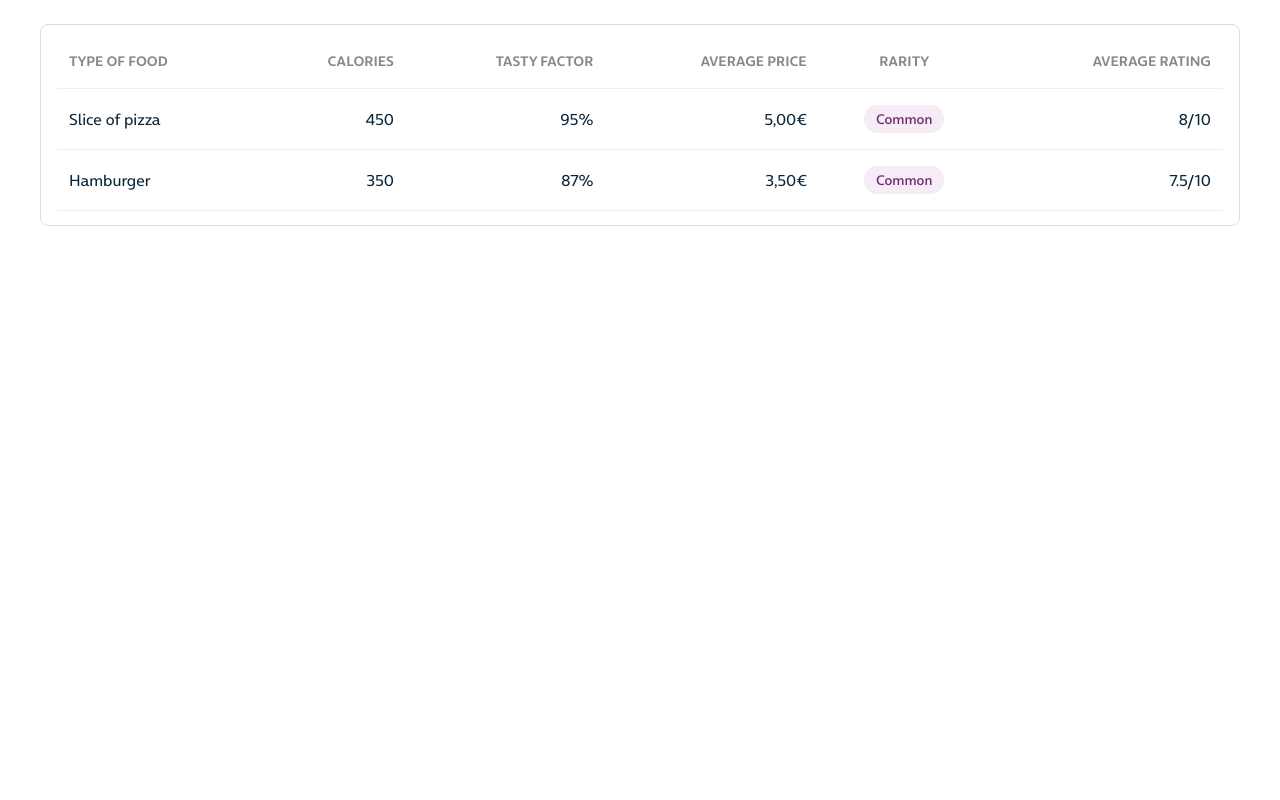 TYPE OF FOOD CALORIES TASTY FACTOR AVERAGE PRICE RARITY AVERAGE RATING
Slice of pizza 450 95% 5,00€ Common 8/10
Hamburger 350 87% 3,50€ Common 7.5/10